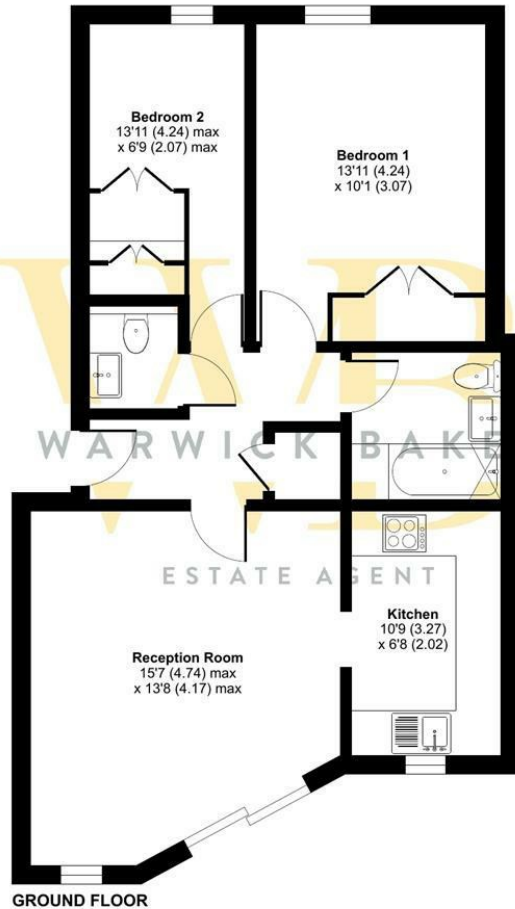 Bedroom 2
13'11 (4.24) max
x 6'9 (2.07) max
Bedroom 1
13'11 (4.24)
x 10'1 (3.07)
WB
WARWICK BAKE
ESTATE AGENT
Kitchen
10'9 (3.27)
x 6'8 (2.02)
Reception Room
15'7 (4.74) max
x 13'8 (4.17) max
GROUND FLOOR